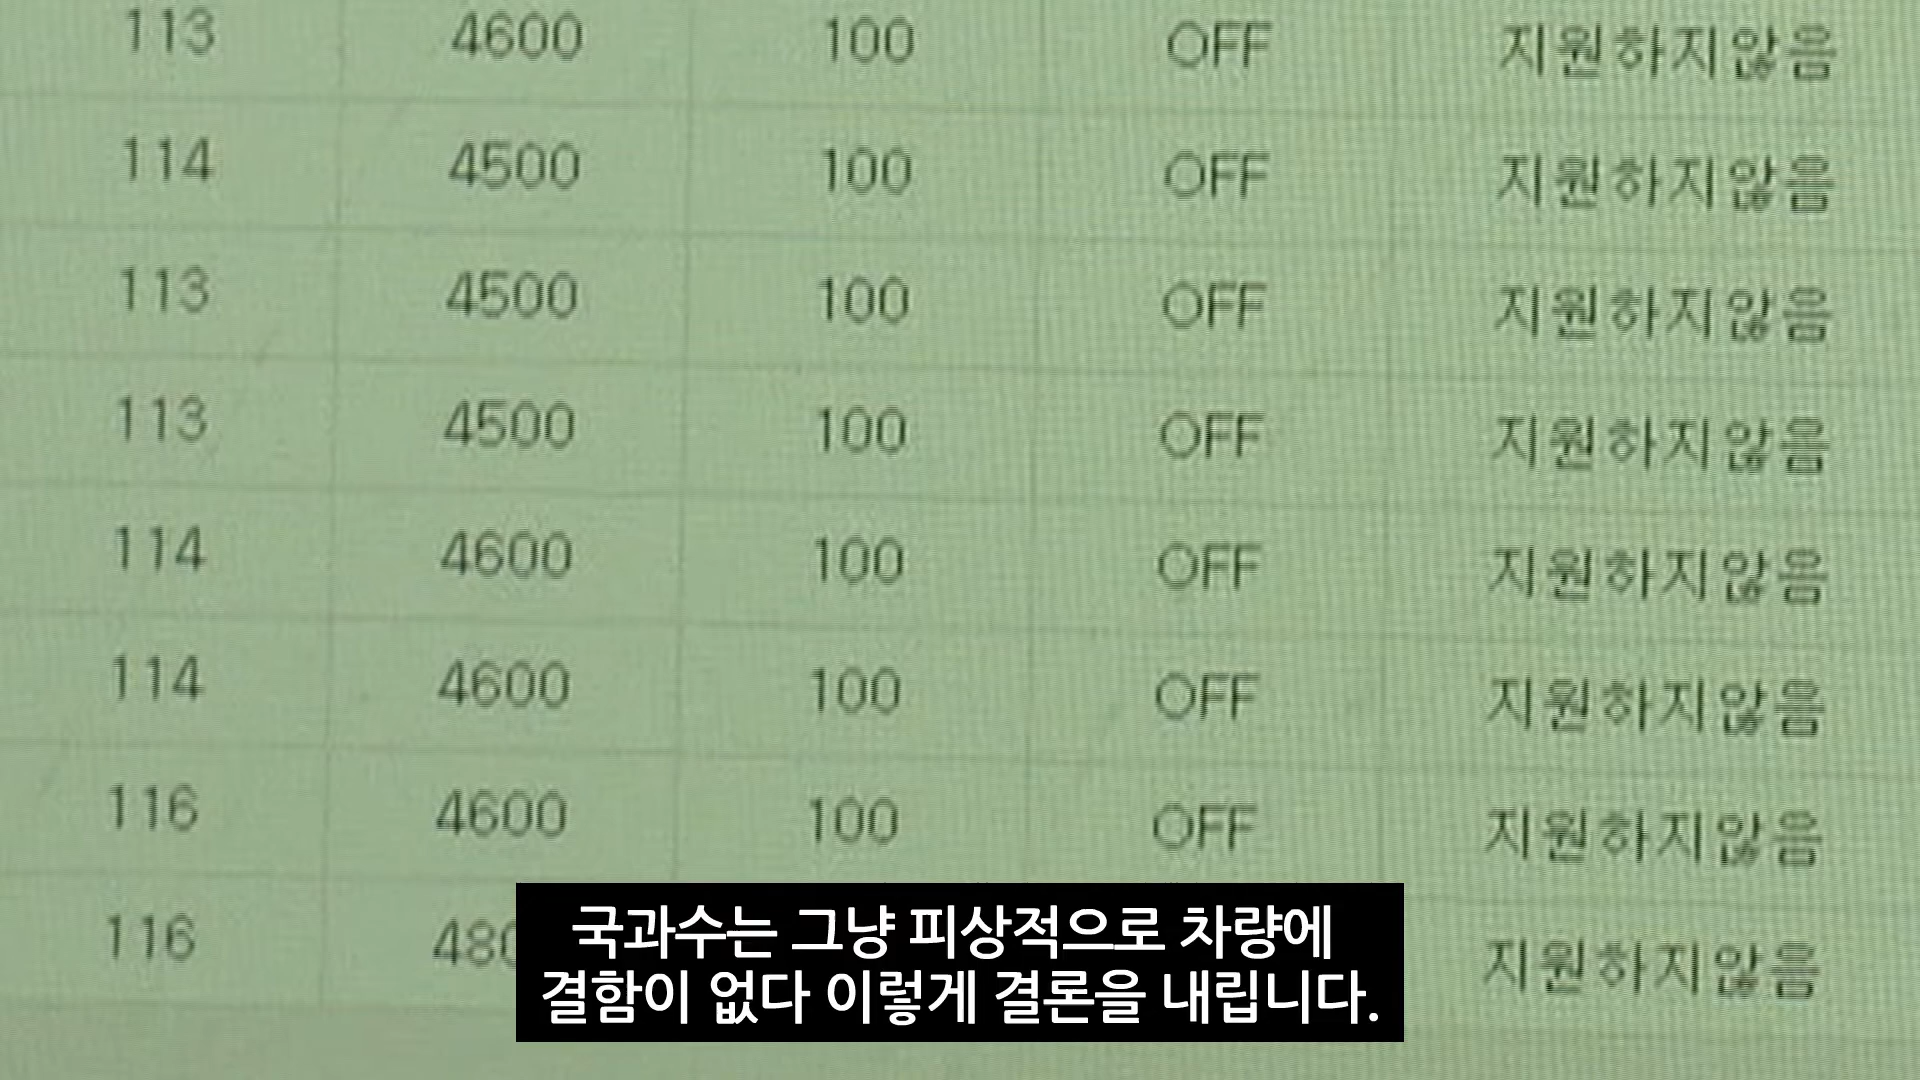 113 4600 100 OFF 지원하지않음
114 4500 100 OFF 지원하지않음
113 4500 100 OFF 지원하지않음
113 4500 100 OFF 지원하지않음
114 4600 100 OFF 지원하지않음
114 4600 100 OFF 지원하지않음
116 4600 100 OFF 지원하지않음
116 지원하지않음
국과수는 그냥 피상적으로 차량에
결함이 없다 이렇게 결론을 내립니다.